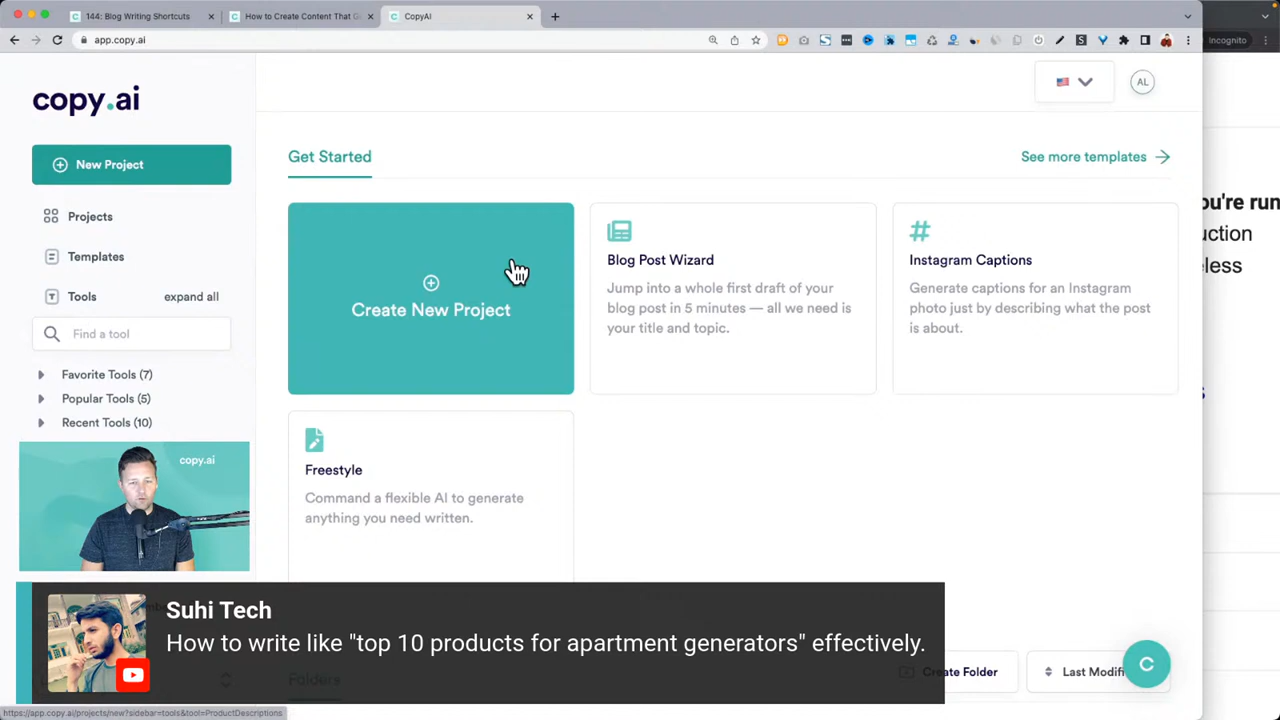 144: Blog Writing Shortcuts
How to Create Content That G
CopyAI
app.copy.ai
Incognito
copy.ai
AL
New Project
Get Started
See more templates
Projects
Templates
Tools
expand all
Find a tool
Favorite Tools (7)
Popular Tools (5)
Recent Tools (10)
Create New Project
Blog Post Wizard
Jump into a whole first draft of your
blog post in 5 minutes — all we need is
your title and topic.
Instagram Captions
Generate captions for an Instagram
photo just by describing what the post
is about.
ou're run
uction
eless
Freestyle
Command a flexible AI to generate
anything you need written.
copy.ai
Suhi Tech
How to write like "top 10 products for apartment generators" effectively.
Create Folder
Last Modifi
C
Folders
https://app.copy.ai/projects/new?sidebar=tools&tool=ProductDescriptions